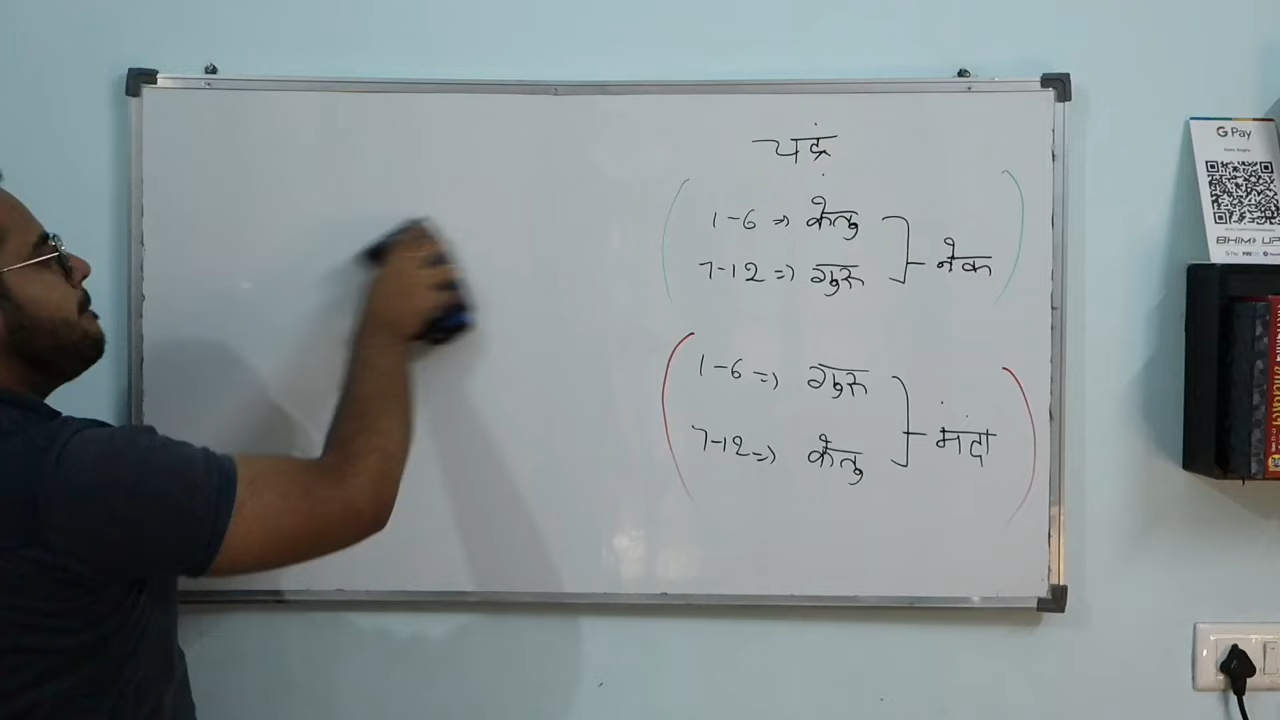 चंद्र
1-6 => केतु
7-12 => गुरु
नेक
1-6 => गुरु
7-12 => केतु
मंदा
G Pay
BHIM UPI